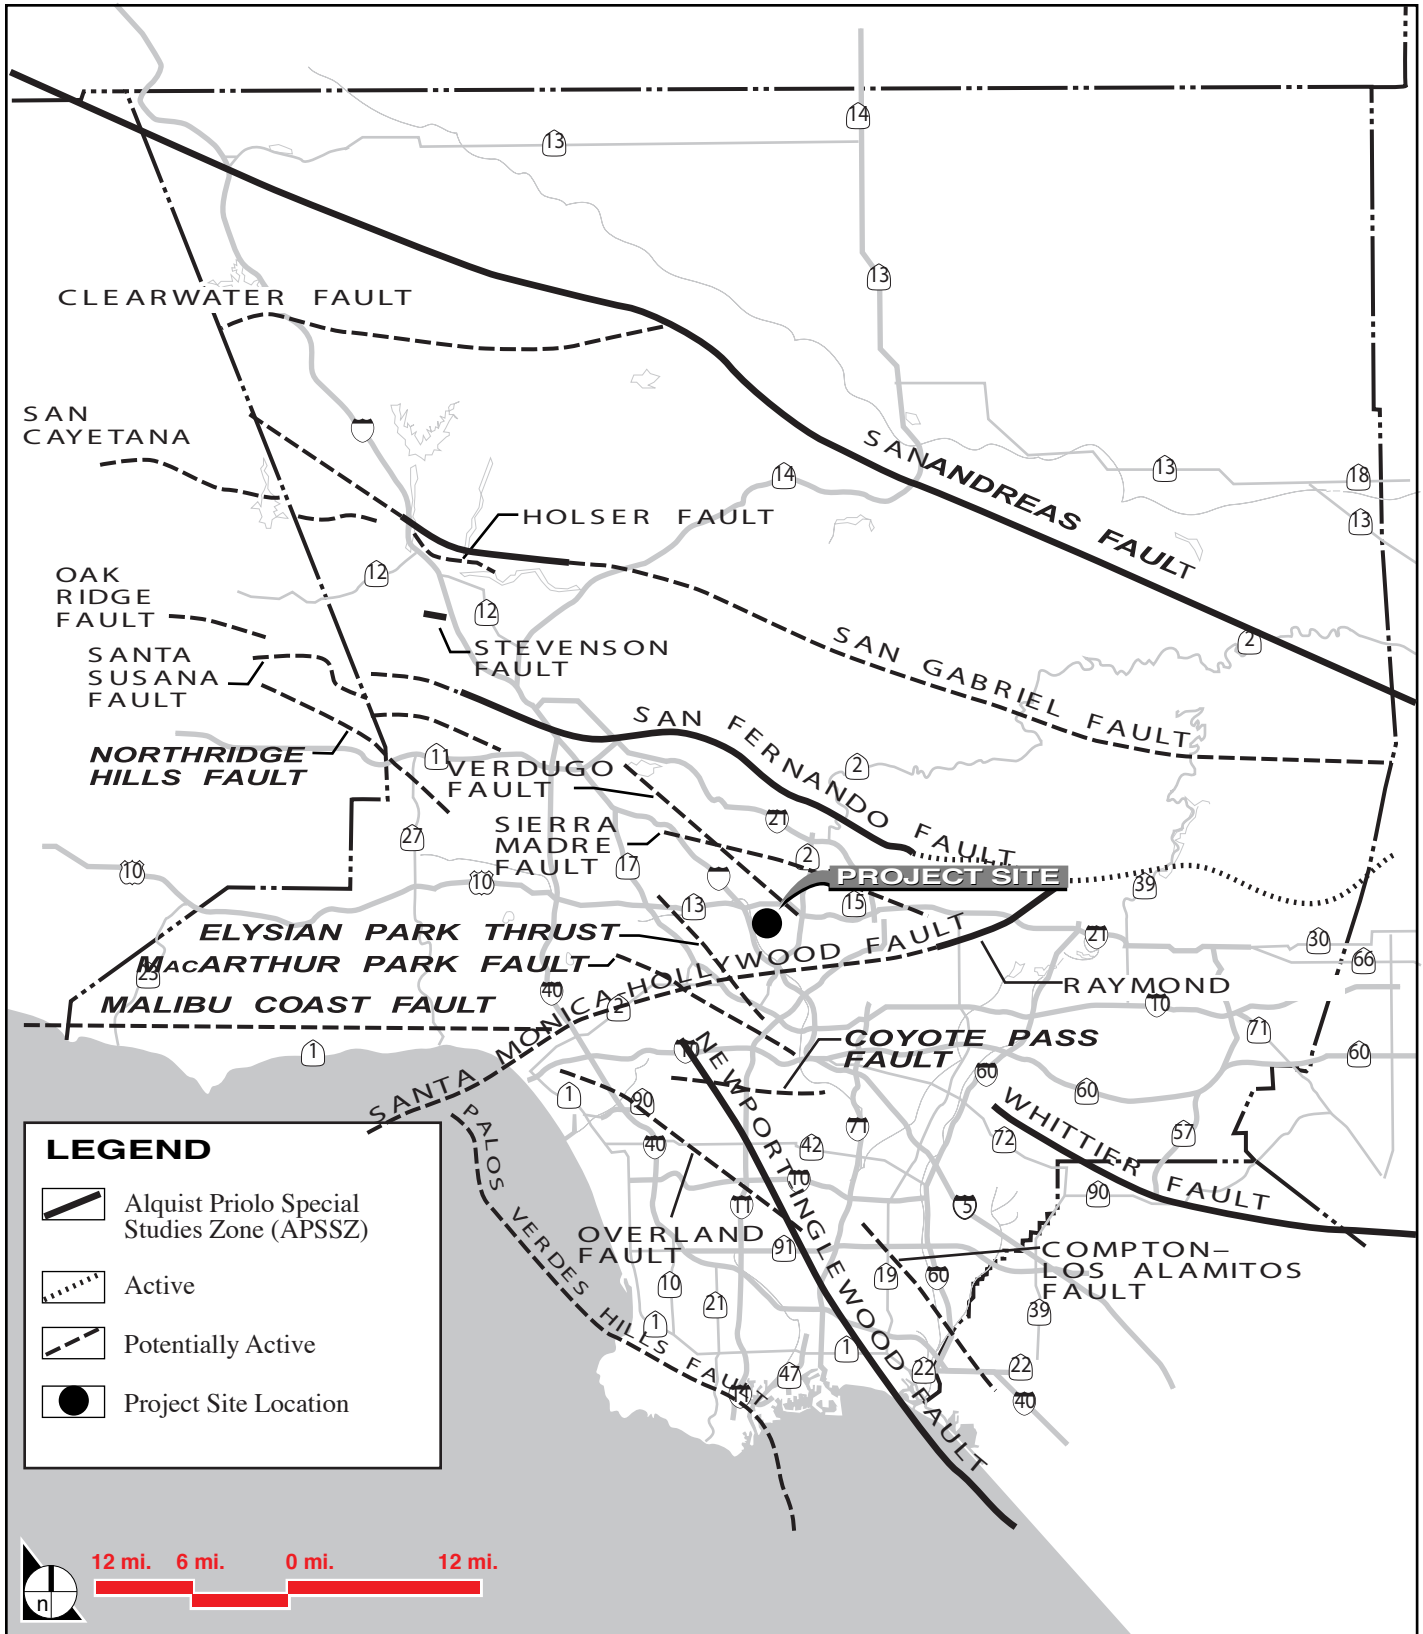 14
13
13
CLEARWATER FAULT
SAN
CAYETANA
SAN ANDREAS FAULT
14
13
18
13
HOLSER FAULT
12
OAK
RIDGE
FAULT
12
STEVENSON
FAULT
2
SAN GABRIEL FAULT
SANTA
SUSANA
FAULT
SAN FERNANDO FAULT
NORTHRIDGE
HILLS FAULT
11
VERDUGO
FAULT
2
SIERRA
MADRE
FAULT
21
27
17
2
10
10
PROJECT SITE
39
13
15
ELYSIAN PARK THRUST
21
30
MACARTHUR PARK FAULT
66
23
RAYMOND
MALIBU COAST FAULT
40
2
10
SANTA MONICA-HOLLYWOOD FAULT
71
1
10
COYOTE PASS
FAULT
60
60
1
90
60
NEWPORT-INGLEWOOD FAULT
WHITTIER FAULT
71
72
57
40
42
10
90
11
5
PALOS VERDES HILLS FAULT
OVERLAND
FAULT
91
COMPTON–
LOS ALAMITOS
FAULT
10
19
60
21
39
1
1
22
22
47
11
40
LEGEND
Alquist Priolo Special
Studies Zone (APSSZ)
Active
Potentially Active
Project Site Location
12 mi. 6 mi. 0 mi. 12 mi.
n